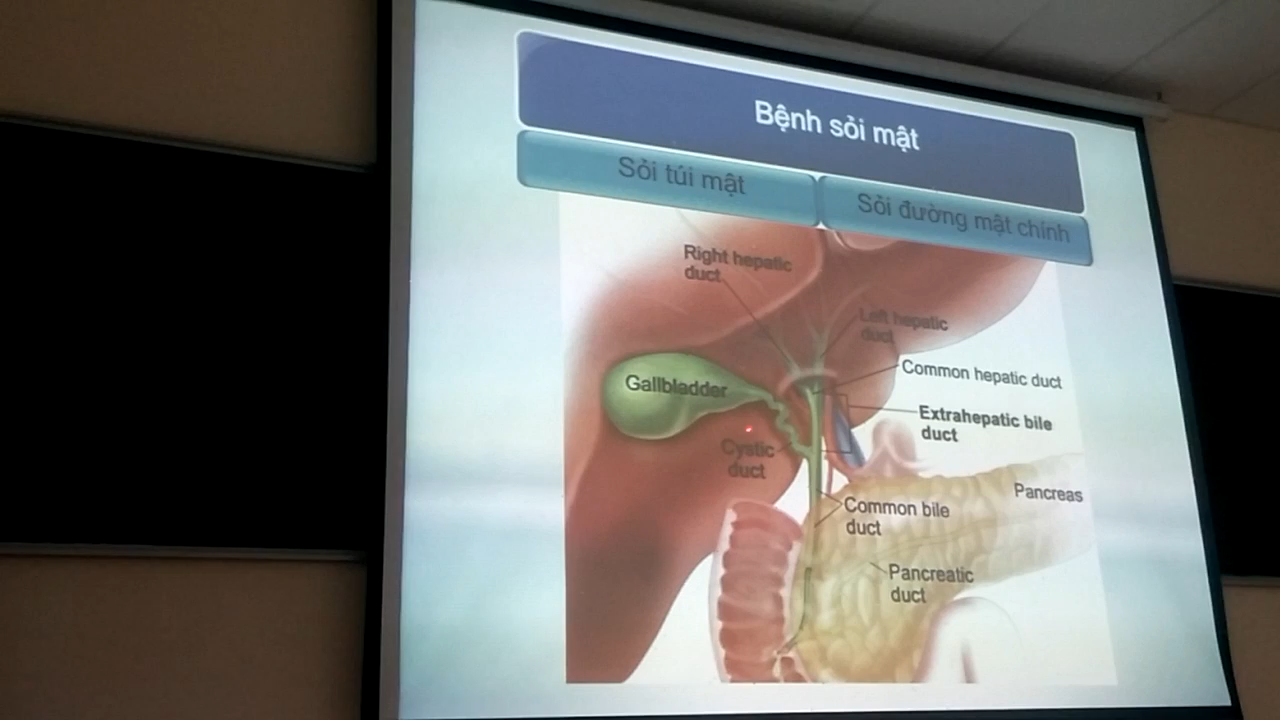 Bệnh sỏi mật
Sỏi túi mật
Sỏi đường mật chính
Right hepatic
duct
Left hepatic
duct
Common hepatic duct
Gallbladder
Extrahepatic bile
duct
Cystic
duct
Pancreas
Common bile
duct
Pancreatic
duct